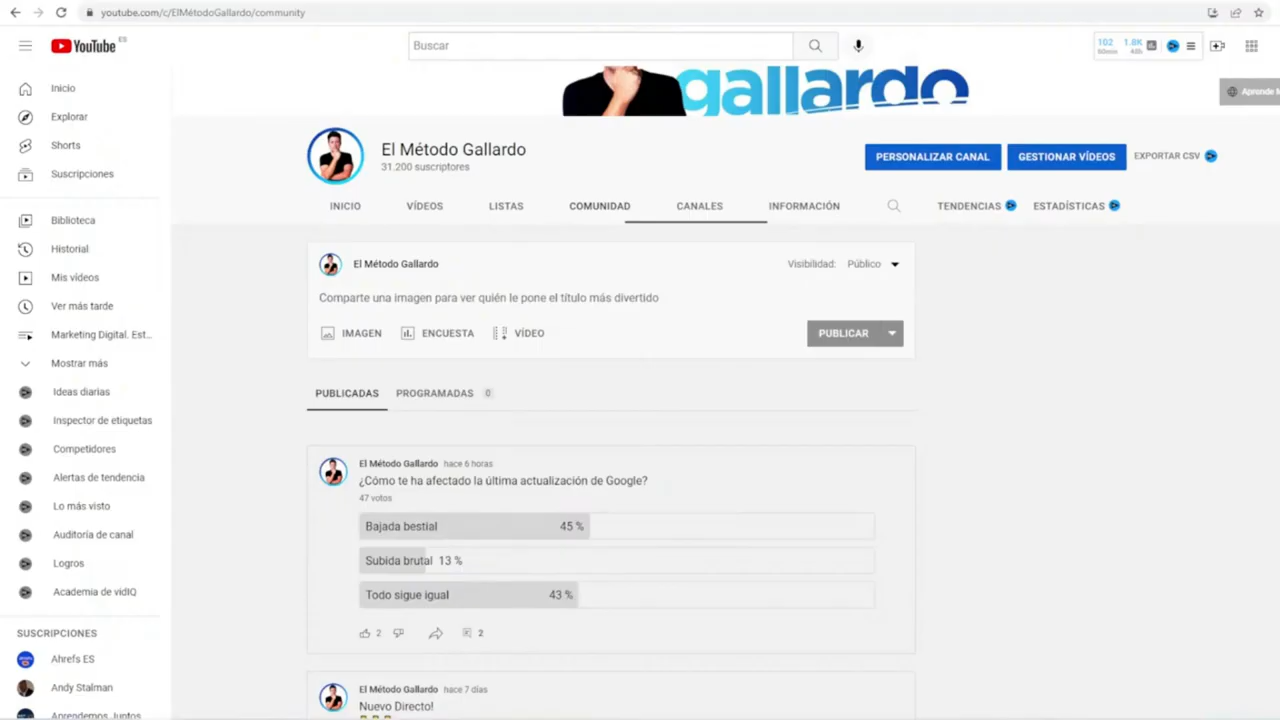 youtube.com/c/ElMétodoGallardo/community
YouTube ES
Buscar
102 1.8K
60min 48h
gallardo
Aprende M
El Método Gallardo
31.200 suscriptores
PERSONALIZAR CANAL
GESTIONAR VÍDEOS
EXPORTAR CSV
INICIO
VÍDEOS
LISTAS
COMUNIDAD
CANALES
INFORMACIÓN
TENDENCIAS
ESTADÍSTICAS
Inicio
Explorar
Shorts
Suscripciones
Biblioteca
Historial
Mis vídeos
Ver más tarde
Marketing Digital. Est...
Mostrar más
Ideas diarias
Inspector de etiquetas
Competidores
Alertas de tendencia
Lo más visto
Auditoría de canal
Logros
Academia de vidIQ
SUSCRIPCIONES
Ahrefs ES
Andy Stalman
Aprendemos Juntos
El Método Gallardo
Visibilidad: Público
Comparte una imagen para ver quién le pone el título más divertido
IMAGEN
ENCUESTA
VÍDEO
PUBLICAR
PUBLICADAS
PROGRAMADAS 0
El Método Gallardo hace 6 horas
¿Cómo te ha afectado la última actualización de Google?
47 votos
Bajada bestial 45 %
Subida brutal 13 %
Todo sigue igual 43 %
2
2
El Método Gallardo hace 7 días
Nuevo Directo!